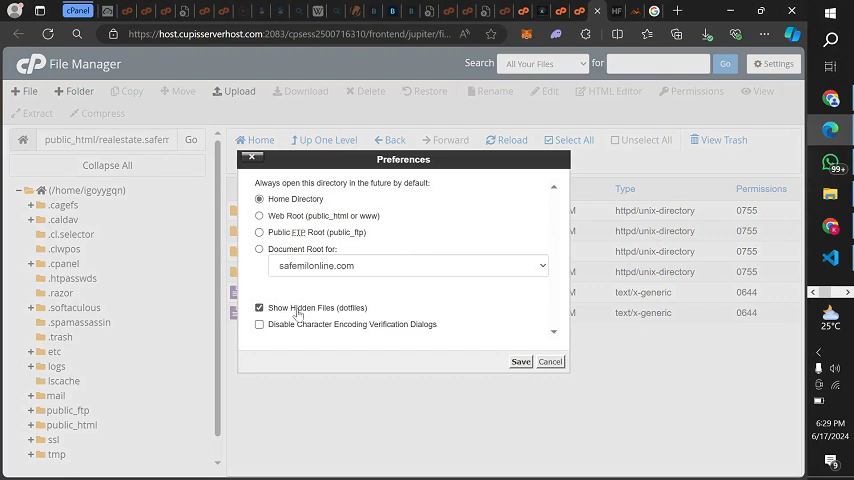 cPanel
HF
https://host.cupisserverhost.com:2083/cpsess2500716310/frontend/jupiter/fi...
cP File Manager
Search All Your Files for Go Settings
File Folder Copy Move Upload Download Delete Restore Rename Edit HTML Editor Permissions View
Extract Compress
public_html/realestate.safem Go
Home Up One Level Back Forward Reload Select All Unselect All View Trash
Collapse All
(/home/igoyygqn)
.cagefs
.caldav
.cl.selector
.clwpos
.htpasswds
.razor
.softaculous
.spamassassin
.trash
etc
logs
lscache
mail
public_ftp
public_html
ssl
tmp
Preferences
Always open this directory in the future by default:
Home Directory
Web Root (public_html or www)
Public FTP Root (public_ftp)
Document Root for:
safemilonline.com
Show Hidden Files (dotfiles)
Disable Character Encoding Verification Dialogs
Save Cancel
Type Permissions
M httpd/unix-directory 0755
httpd/unix-directory 0755
M httpd/unix-directory 0755
M httpd/unix-directory 0755
text/x-generic 0644
text/x-generic 0644
99+
25°C
6:29 PM
6/17/2024
9